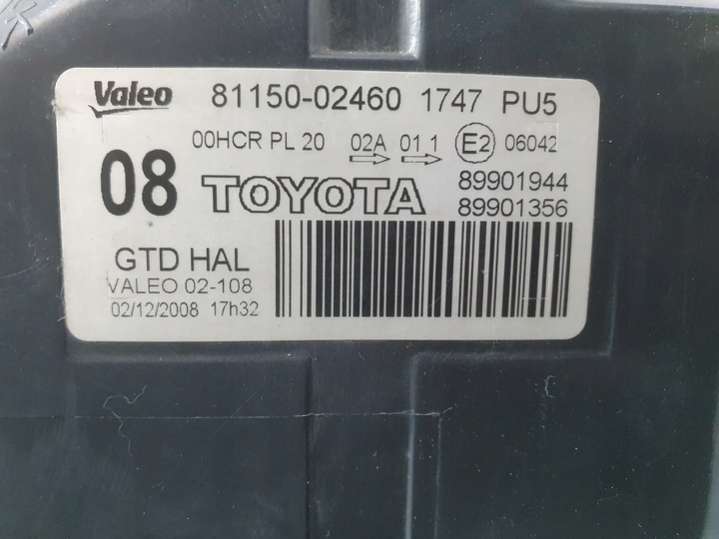 Valeo 81150-02460 1747 PU5
00HCR PL 20 02A 01 1 E2 06042
08 TOYOTA 89901944
89901356
GTD HAL
VALEO 02-108
02/12/2008 17h32